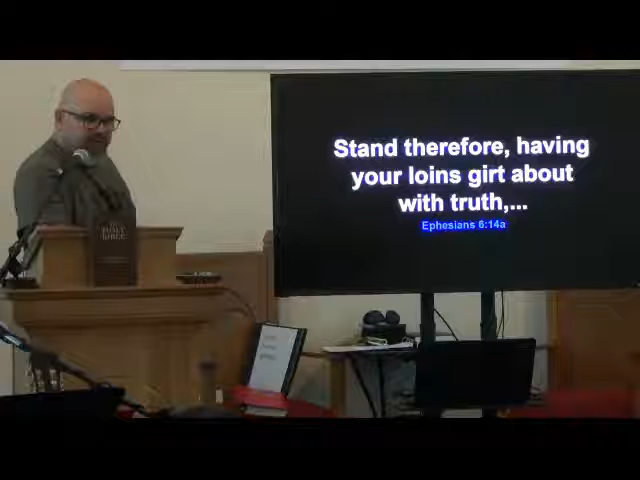 Stand therefore, having
your loins girt about
with truth,...
Ephesians 6:14a
HOLY
BIBLE